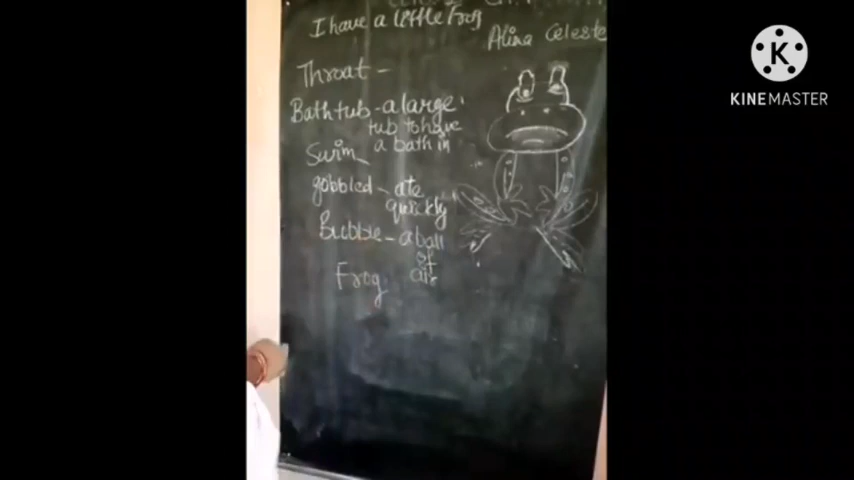 I have a little Frog
Alina Celeste
Throat -
Bath tub - a large
tub to have
a bath in
Swim
gobbled - ate
quickly
Bubble - a ball
of
air
Frog
K
KINEMASTER